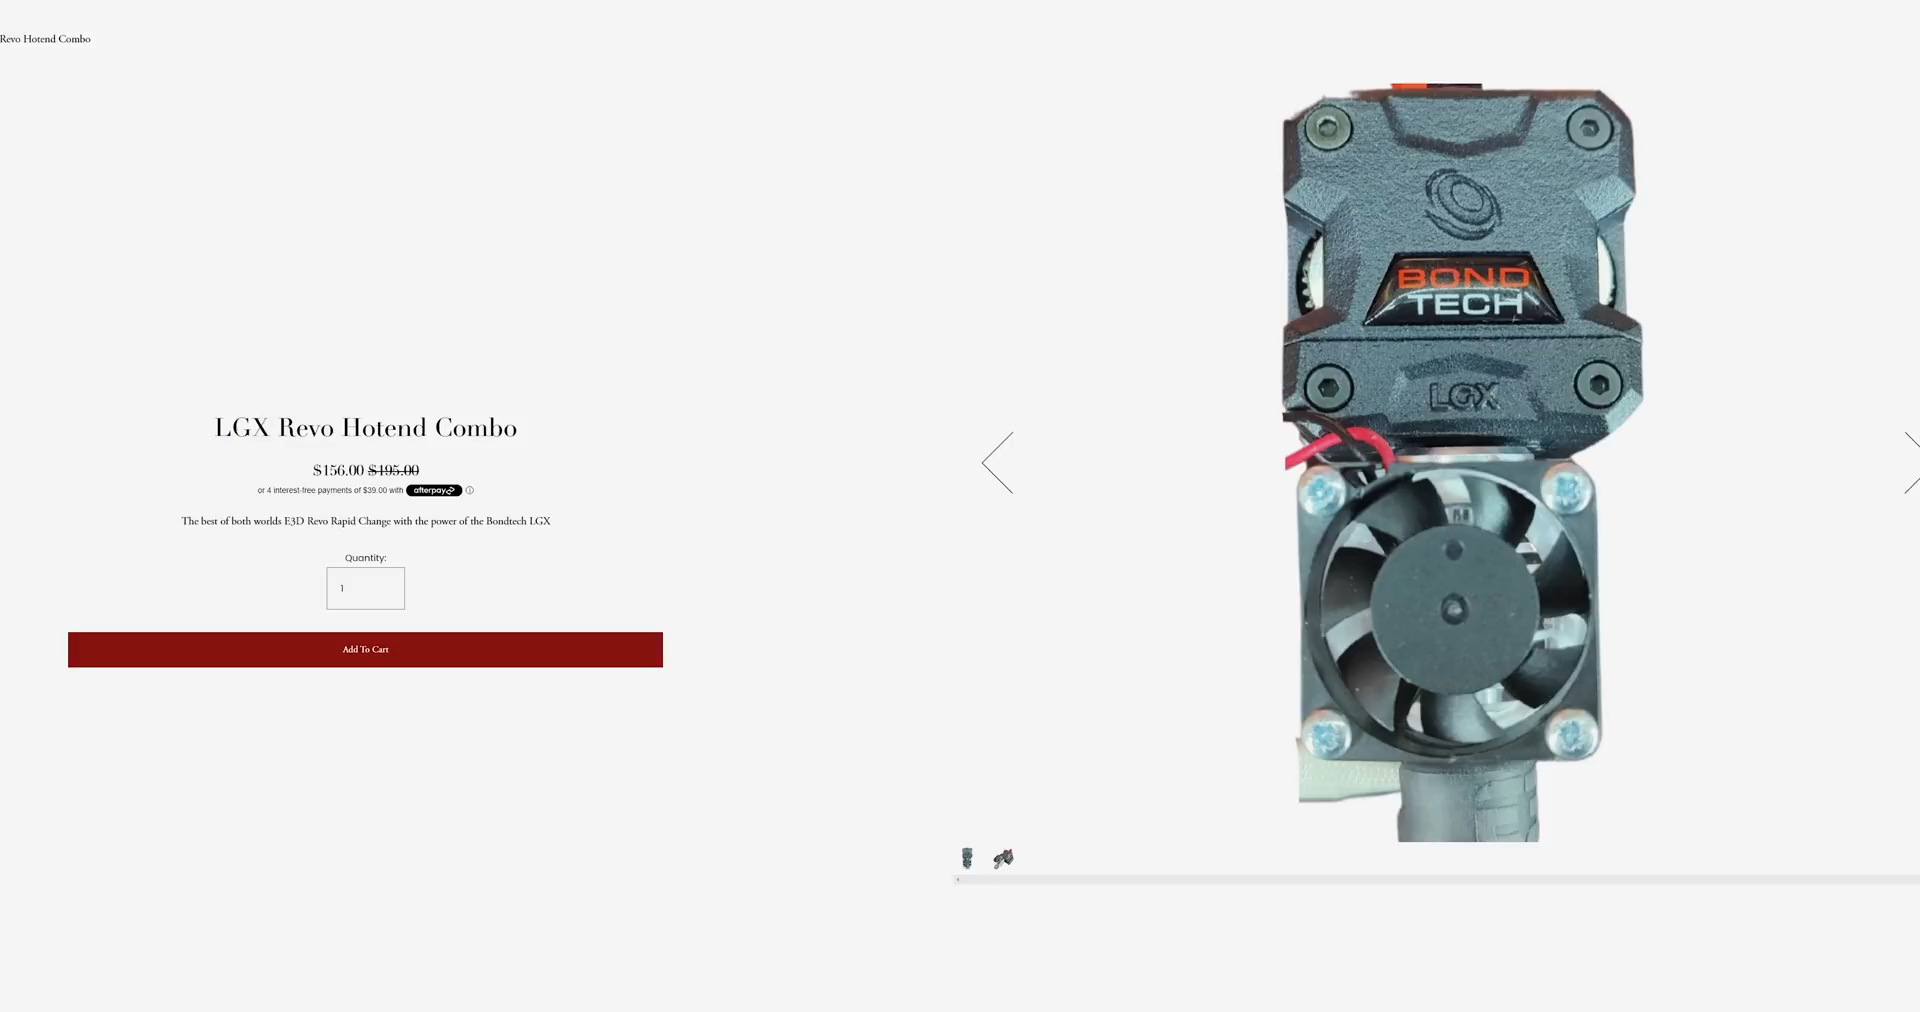 Revo Hotend Combo
LGX Revo Hotend Combo
$156.00 $195.00
or 4 interest-free payments of $39.00 with afterpay
The best of both worlds E3D Revo Rapid Change with the power of the Bondtech LGX
Quantity:
1
Add To Cart
BOND
TECH
LGX